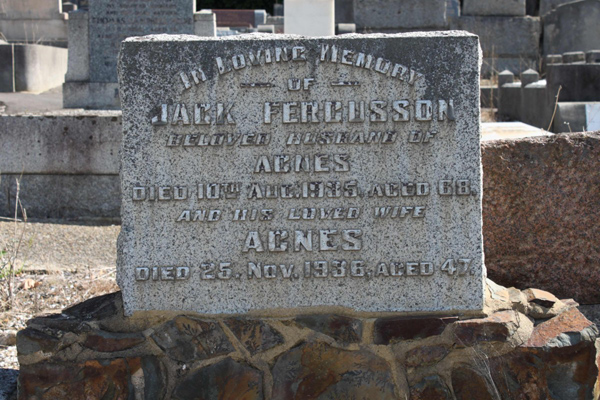 In Loving Memory
OF
JACK FERGUSSON
BELOVED HUSBAND OF
AGNES
DIED 10TH AUG, 1935, AGED 68.
AND HIS LOVED WIFE
AGNES
DIED 25, NOV, 1936, AGED 47.